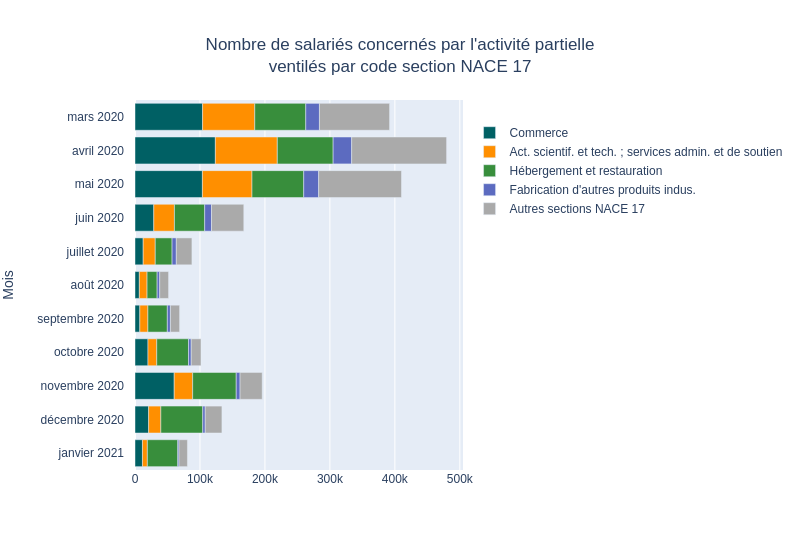 Nombre de salariés concernés par l'activité partielle
ventilés par code section NACE 17
Mois
mars 2020
avril 2020
mai 2020
juin 2020
juillet 2020
août 2020
septembre 2020
octobre 2020
novembre 2020
décembre 2020
janvier 2021
0 100k 200k 300k 400k 500k
Commerce
Act. scientif. et tech. ; services admin. et de soutien
Hébergement et restauration
Fabrication d'autres produits indus.
Autres sections NACE 17